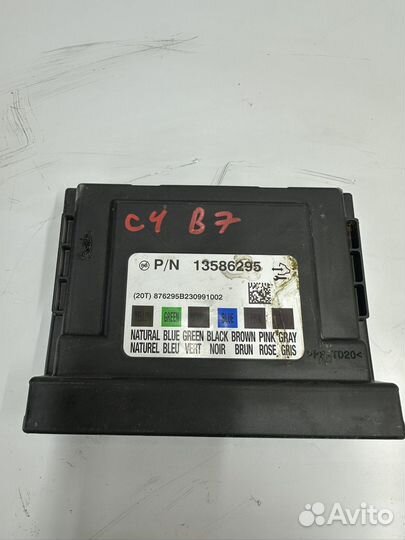 C4 B7
P/N 13586295
(20T) 876295B230991002
GREEN BLUE
NATURAL BLUE GREEN BLACK BROWN PINK GRAY
NATUREL BLEU VERT NOIR BRUN ROSE GRIS
Avito